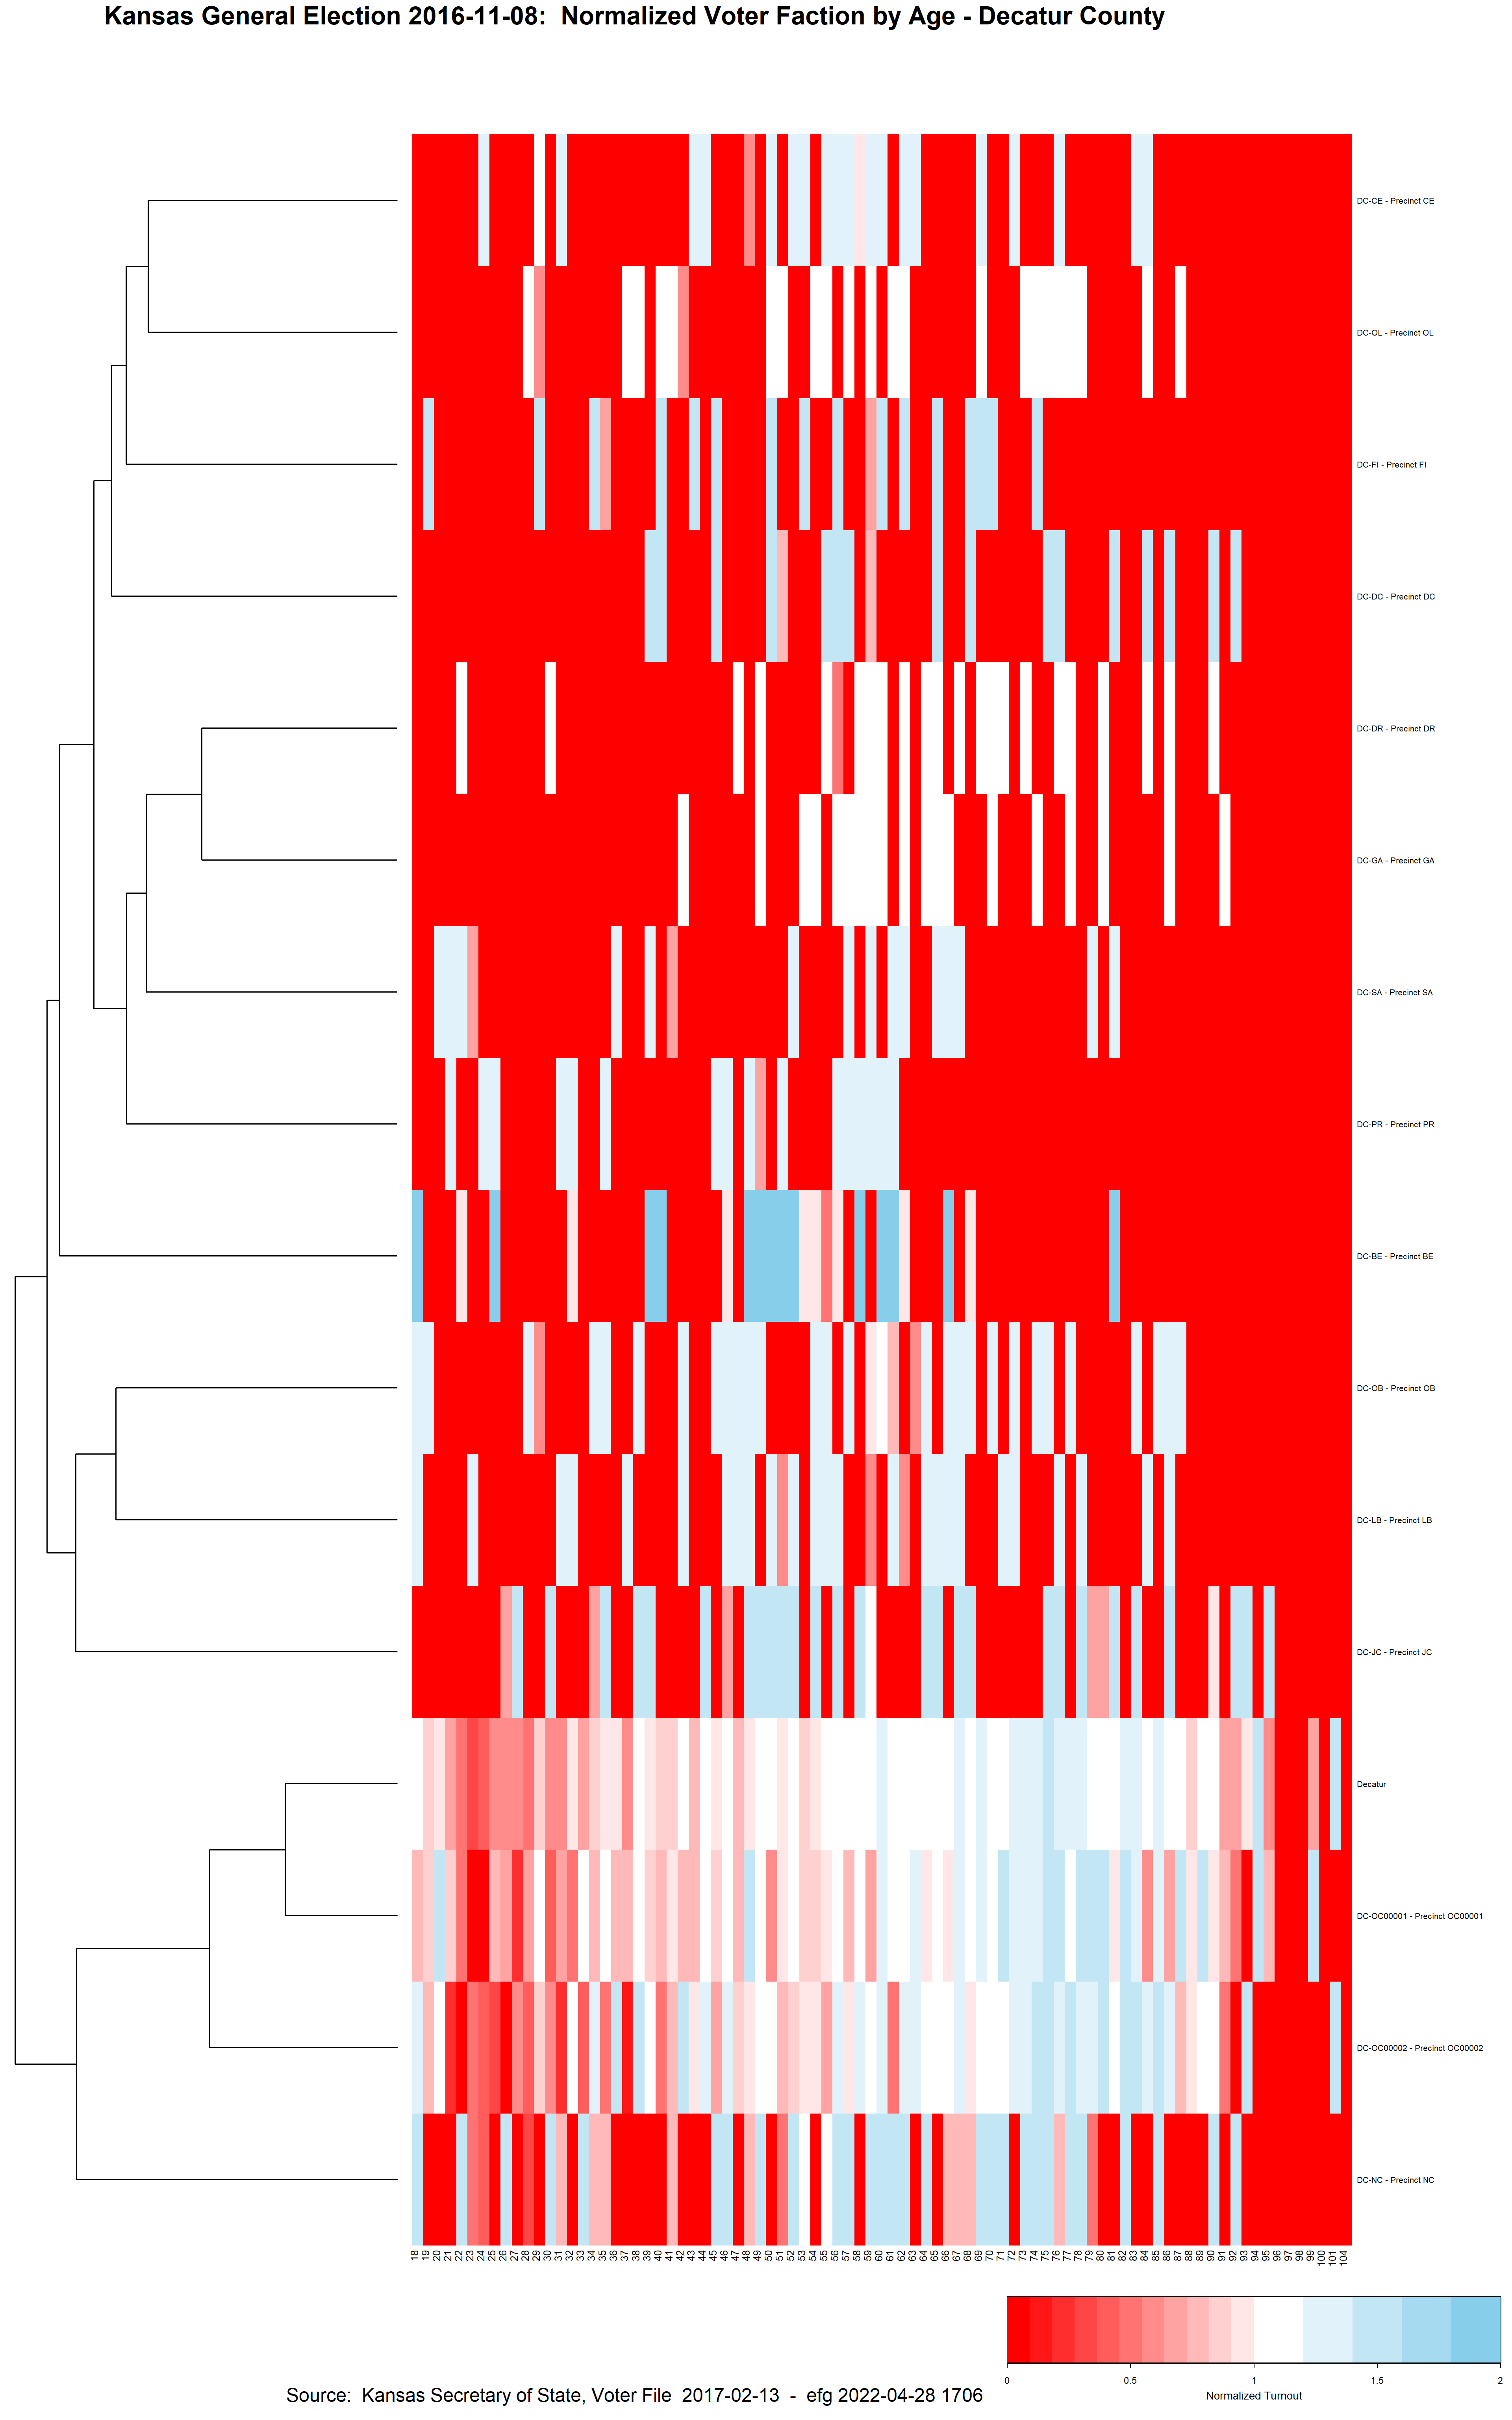 Kansas General Election 2016-11-08:  Normalized Voter Faction by Age - Decatur County
DC-CE - Precinct CE
DC-OL - Precinct OL
DC-FI - Precinct FI
DC-DC - Precinct DC
DC-DR - Precinct DR
DC-GA - Precinct GA
DC-SA - Precinct SA
DC-PR - Precinct PR
DC-BE - Precinct BE
DC-OB - Precinct OB
DC-LB - Precinct LB
DC-JC - Precinct JC
Decatur
DC-OC00001 - Precinct OC00001
DC-OC00002 - Precinct OC00002
DC-NC - Precinct NC
18 19 20 21 22 23 24 25 26 27 28 29 30 31 32 33 34 35 36 37 38 39 40 41 42 43 44 45 46 47 48 49 50 51 52 53 54 55 56 57 58 59 60 61 62 63 64 65 66 67 68 69 70 71 72 73 74 75 76 77 78 79 80 81 82 83 84 85 86 87 88 89 90 91 92 93 94 95 96 97 98 99 100 101 104
0 0.5 1 1.5 2
Normalized Turnout
Source:  Kansas Secretary of State, Voter File  2017-02-13  -  efg 2022-04-28 1706